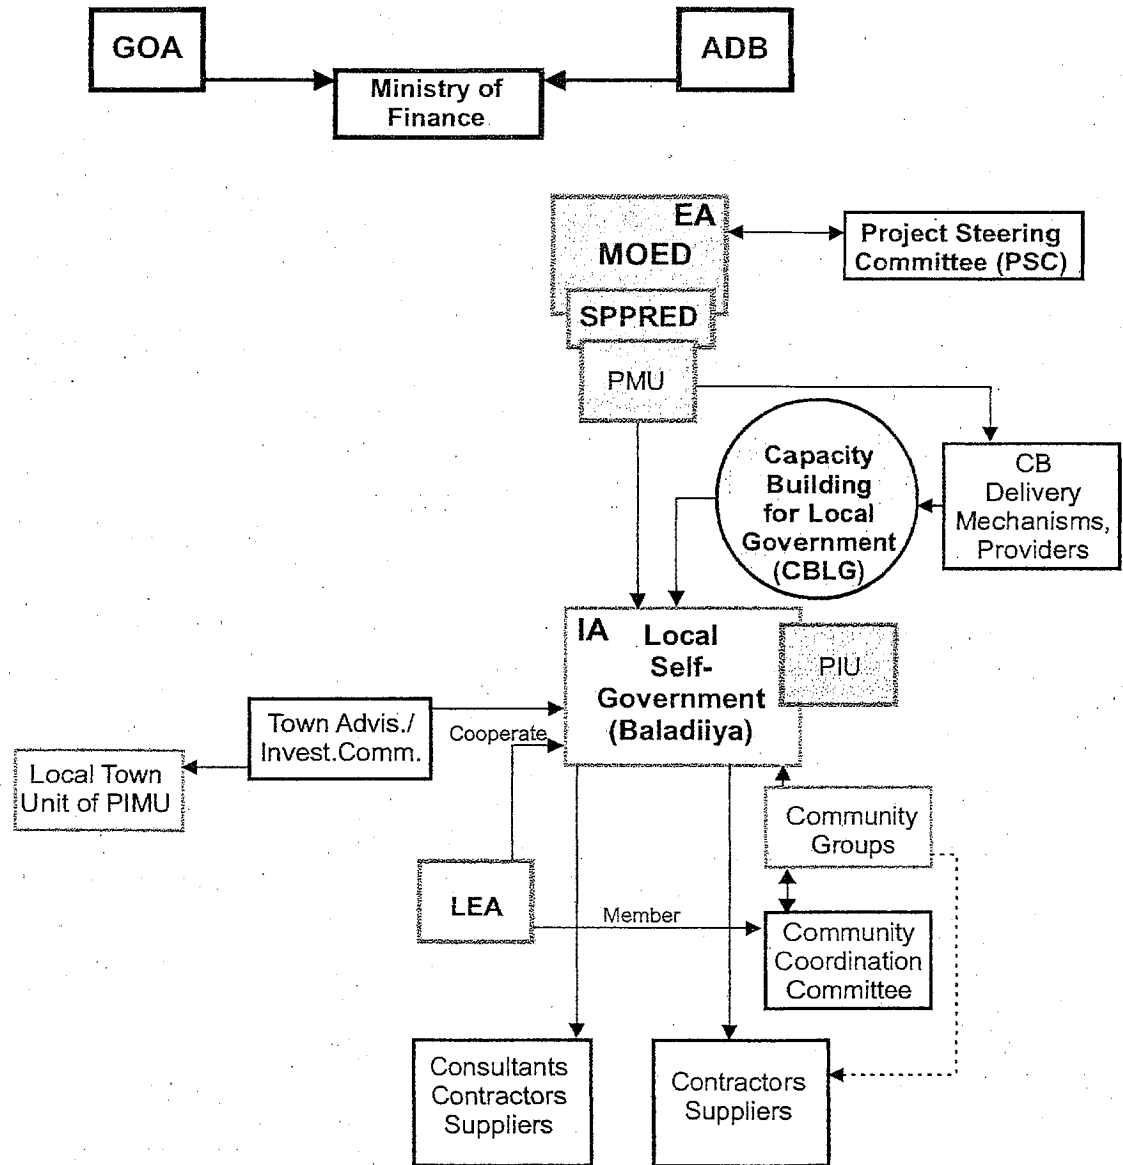 GOA
ADB
Ministry of
Finance
EA
MOED
Project Steering
Committee (PSC)
SPPRED
PMU
Capacity
Building
for Local
Government
(CBLG)
CB
Delivery
Mechanisms,
Providers
IA
Local
Self-
Government
(Baladiiya)
PIU
Town Advis./
Invest.Comm.
Cooperate
Local Town
Unit of PIMU
Community
Groups
LEA
Member
Community
Coordination
Committee
Consultants
Contractors
Suppliers
Contractors
Suppliers